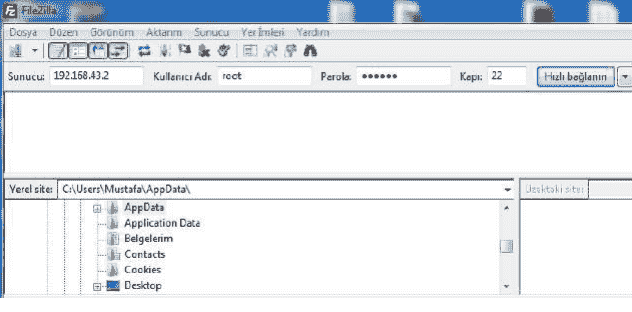 FileZilla
Dosya Düzen Görünüm Aktarım Sunucu Yer İmleri Yardım
Sunucu: 192.168.43.2 Kullanıcı Adı: root Parola: •••••• Kapı: 22 Hızlı bağlanın
Yerel site: C:\Users\Mustafa\AppData\ Uzaktaki site:
AppData
Application Data
Belgelerim
Contacts
Cookies
Desktop